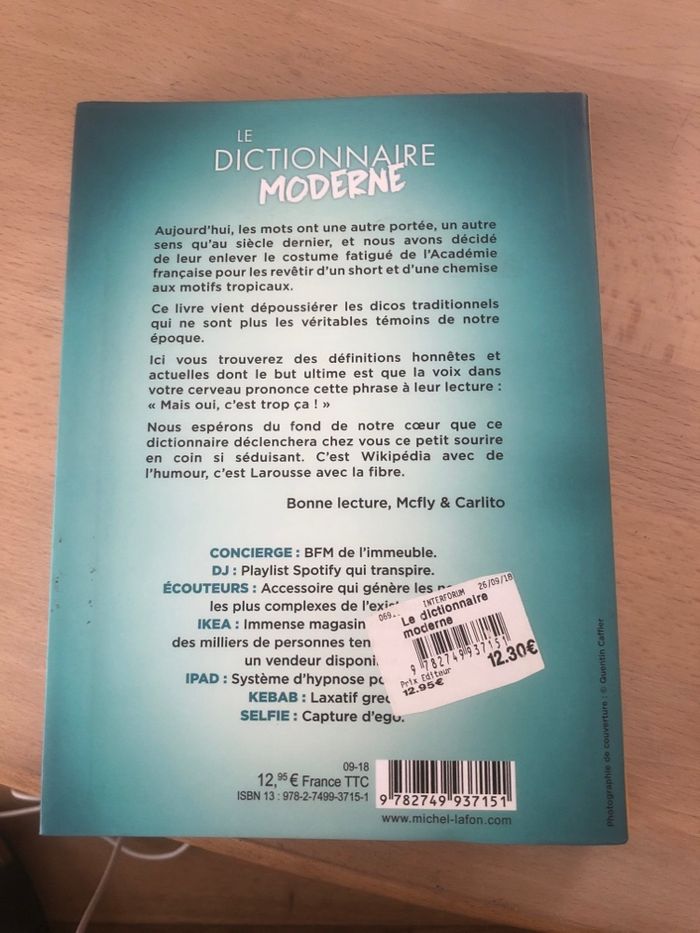 LE
DICTIONNAIRE
MODERNE
Aujourd'hui, les mots ont une autre portée, un autre
sens qu'au siècle dernier, et nous avons décidé
de leur enlever le costume fatigué de l'Académie
française pour les revêtir d'un short et d'une chemise
aux motifs tropicaux.
Ce livre vient dépoussiérer les dicos traditionnels
qui ne sont plus les véritables témoins de notre
époque.
Ici vous trouverez des définitions honnêtes et
actuelles dont le but ultime est que la voix dans
votre cerveau prononce cette phrase à leur lecture :
« Mais oui, c'est trop ça ! »
Nous espérons du fond de notre cœur que ce
dictionnaire déclenchera chez vous ce petit sourire
en coin si séduisant. C'est Wikipédia avec de
l'humour, c'est Larousse avec la fibre.
Bonne lecture, Mcfly & Carlito
CONCIERGE : BFM de l'immeuble.
DJ : Playlist Spotify qui transpire.
ÉCOUTEURS : Accessoire qui génère les
les plus complexes de
IKEA : Immense magasin
des milliers de personnes
un vendeur
IPAD : Système d'hypnose
KEBAB : Laxatif
SELFIE : Capture d'ego.
INTERFORUM 26/09/18
Le dictionnaire
moderne
9 782749 937151
Prix Editeur
12.95€
12.30€
09-18
12,95 € France TTC
ISBN 13 : 978-2-7499-3715-1
9 782749 937151
www.michel-lafon.com
Photographie de couverture : © Quentin Caffier